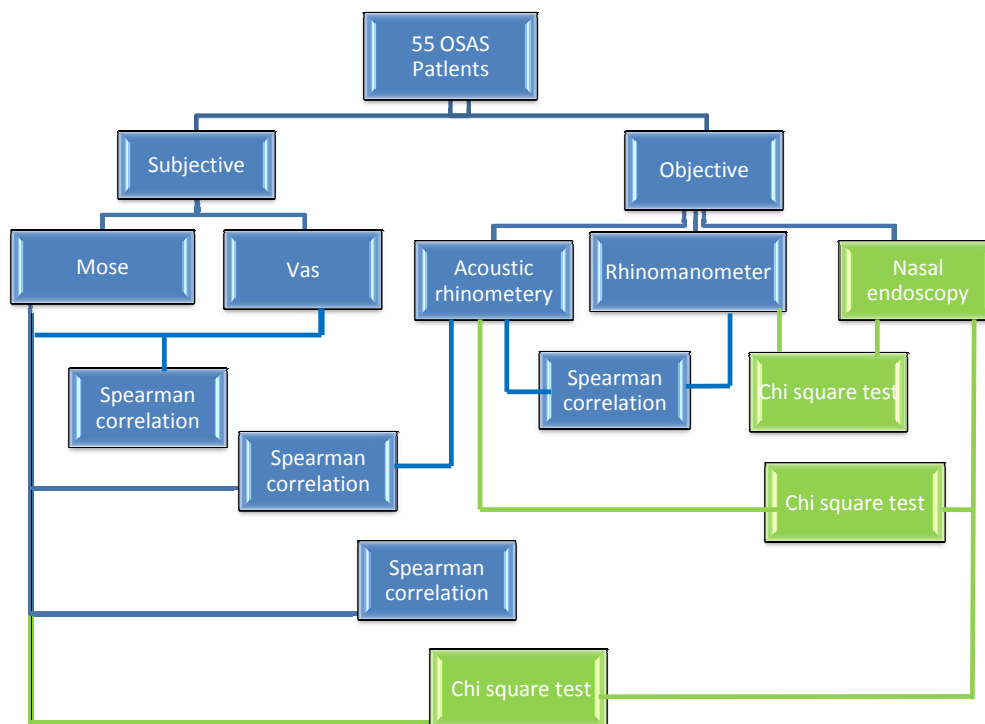 55 OSAS
Patlents
Subjective
Objective
Mose
Vas
Acoustic
rhinometery
Rhinomanometer
Nasal
endoscopy
Spearman
correlation
Spearman
correlation
Chi square test
Spearman
correlation
Chi square test
Spearman
correlation
Chi square test